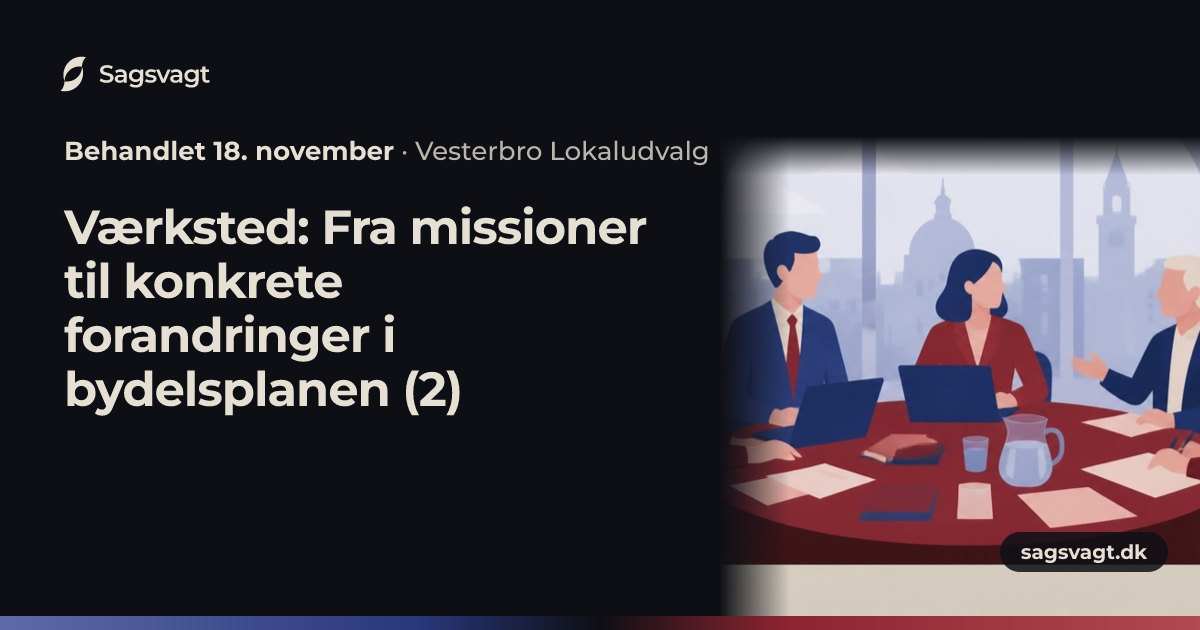 Sagsvagt
Behandlet 18. november · Vesterbro Lokaludvalg
Værksted: Fra missioner
til konkrete
forandringer i
bydelsplanen (2)
sagsvagt.dk